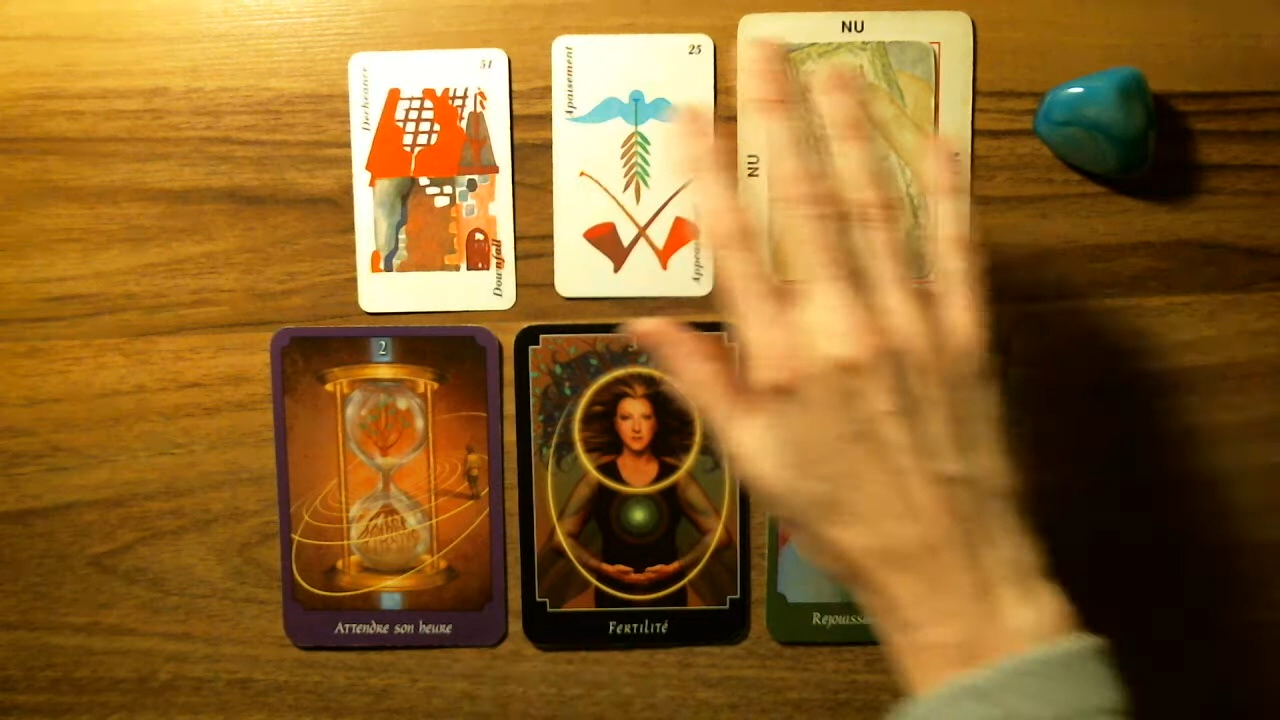 Decheance
51
Downfall
Apaisement
25
NU
NU
2
Attendre son heure
Fertilité